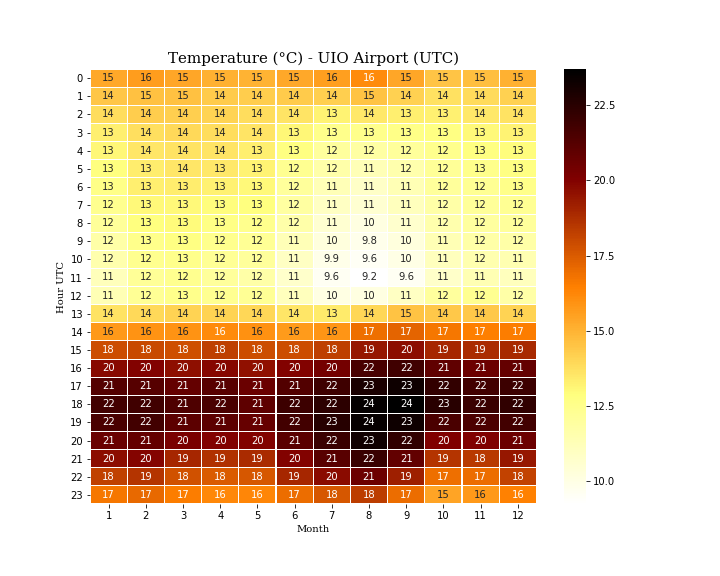 Temperature (°C) - UIO Airport (UTC)
0 15 16 15 15 15 15 16 16 15 15 15 15
1 14 15 15 14 14 14 14 15 14 14 14 14
2 14 14 14 14 14 14 13 14 13 13 14 14
3 13 14 14 14 14 13 13 13 13 13 13 13
4 13 14 14 14 13 13 12 12 12 12 13 13
5 13 13 14 13 13 12 12 11 12 12 13 13
6 13 13 13 13 13 12 11 11 11 12 12 13
7 12 13 13 13 13 12 11 11 11 12 12 12
8 12 13 13 13 12 12 11 10 11 12 12 12
9 12 13 13 12 12 11 10 9.8 10 11 12 12
10 12 12 13 12 12 11 9.9 9.6 10 11 12 11
11 11 12 12 12 12 11 9.6 9.2 9.6 11 11 11
12 11 12 13 12 12 11 10 10 11 12 12 12
13 14 14 14 14 14 14 13 14 15 14 14 14
14 16 16 16 16 16 16 16 17 17 17 17 17
15 18 18 18 18 18 18 18 19 20 19 19 19
16 20 20 20 20 20 20 20 22 22 21 21 21
17 21 21 21 21 21 21 22 23 23 22 22 22
18 22 22 21 22 21 22 22 24 24 23 22 22
19 22 22 21 21 21 22 23 24 23 22 22 22
20 21 21 20 20 20 21 22 23 22 20 20 21
21 20 20 19 19 19 20 21 22 21 19 18 19
22 18 19 18 18 18 19 20 21 19 17 17 18
23 17 17 17 16 16 17 18 18 17 15 16 16
1 2 3 4 5 6 7 8 9 10 11 12
Month
Hour UTC
22.5
20.0
17.5
15.0
12.5
10.0